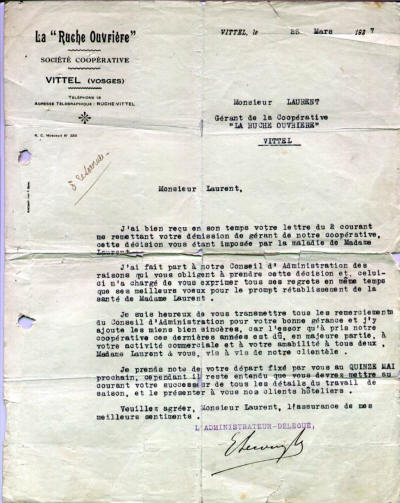 La "Ruche Ouvrière"
SOCIÉTÉ COOPÉRATIVE
VITTEL (VOSGES)
TÉLÉPHONE 18
ADRESSE TÉLÉGRAPHIQUE: RUCHE-VITTEL
VITTEL, le 25 Mars 1937
Monsieur LAURENT
Gérant de la Coopérative
"LA RUCHE OUVRIERE"
VITTEL
Monsieur Laurent,
J'ai bien reçu en son temps votre lettre du 2 courant
me remettant votre démission de gérant de notre coopérative,
cette décision vous étant imposée par la maladie de Madame
Laurent
J'ai fait part à notre Conseil d'Administration des
raisons qui vous obligent à prendre cette décision et celui-
ci m'a chargé de vous exprimer tous ses regrets en même temps
que ses meilleurs voeux pour le prompt rétablissement de la
santé de Madame Laurent .
Je suis heureux de vous transmettre tous les remerciements
du Conseil d'Administration pour votre bonne gérance et j'y
ajoute les miens bien sincères, car l'essor qu'à pris notre
coopérative ces dernières années est dû, en majeure partie, à
votre activité commerciale et à votre amabilité à tous deux .
Madame Laurent à vous, vis à vis de notre clientèle .
Je prends note de votre départ fixé par vous au QUINZE MAI
prochain, cependant il reste entendu que vous devrez mettre au
courant votre successeur de tous les détails du travail de
saison, et le présenter à vous nos clients hôteliers .
Veuillez agréer, Monsieur Laurent, l'assurance de mes
meilleurs sentiments .
L'ADMINISTRATEUR-DÉLÉGUÉ,